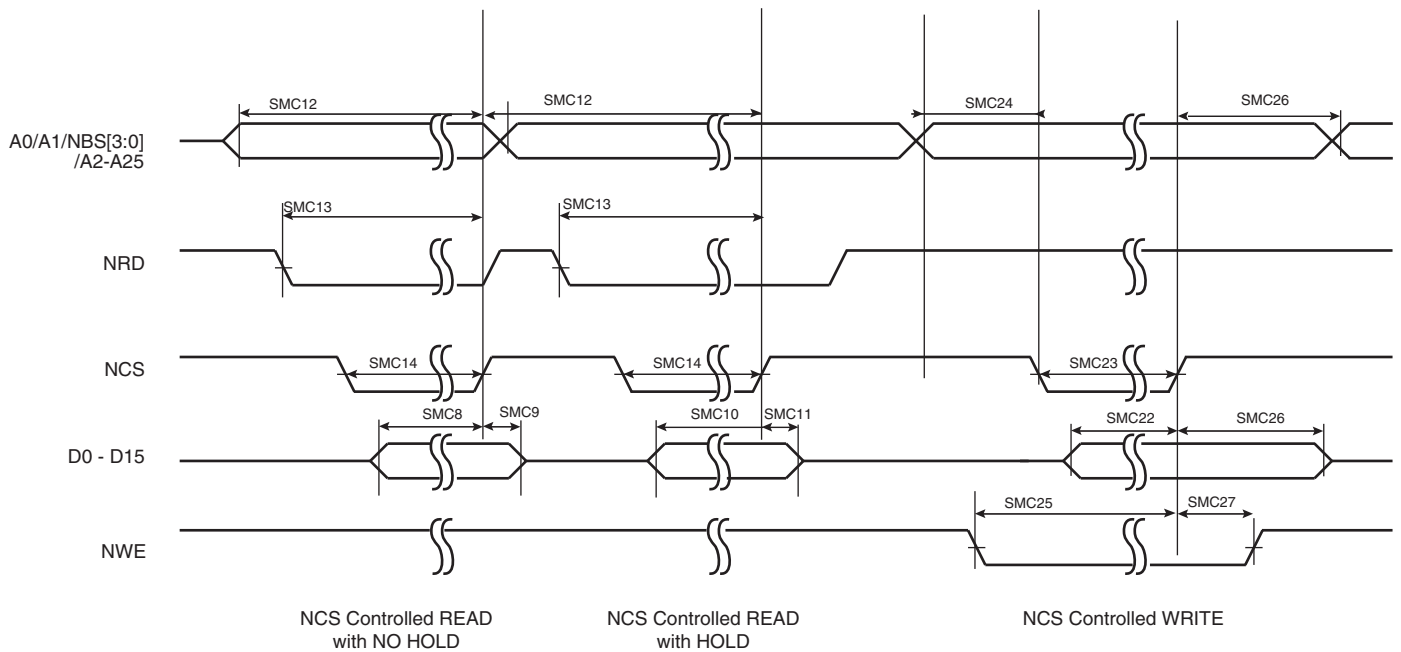 SMC12
SMC12
SMC24
SMC26
A0/A1/NBS[3:0]
/A2-A25
SMC13
SMC13
NRD
NCS
SMC14
SMC14
SMC23
SMC8
SMC9
SMC10
SMC11
SMC22
SMC26
D0 - D15
SMC25
SMC27
NWE
NCS Controlled READ
with NO HOLD
NCS Controlled READ
with HOLD
NCS Controlled WRITE